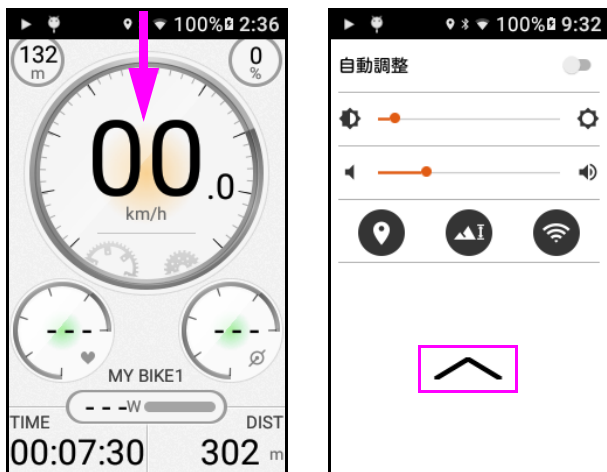 100% 2:36
132
m
0
%
00.0
km/h
---
---
MY BIKE1
---W
TIME
DIST
00:07:30
302 m
100% 9:32
自動調整